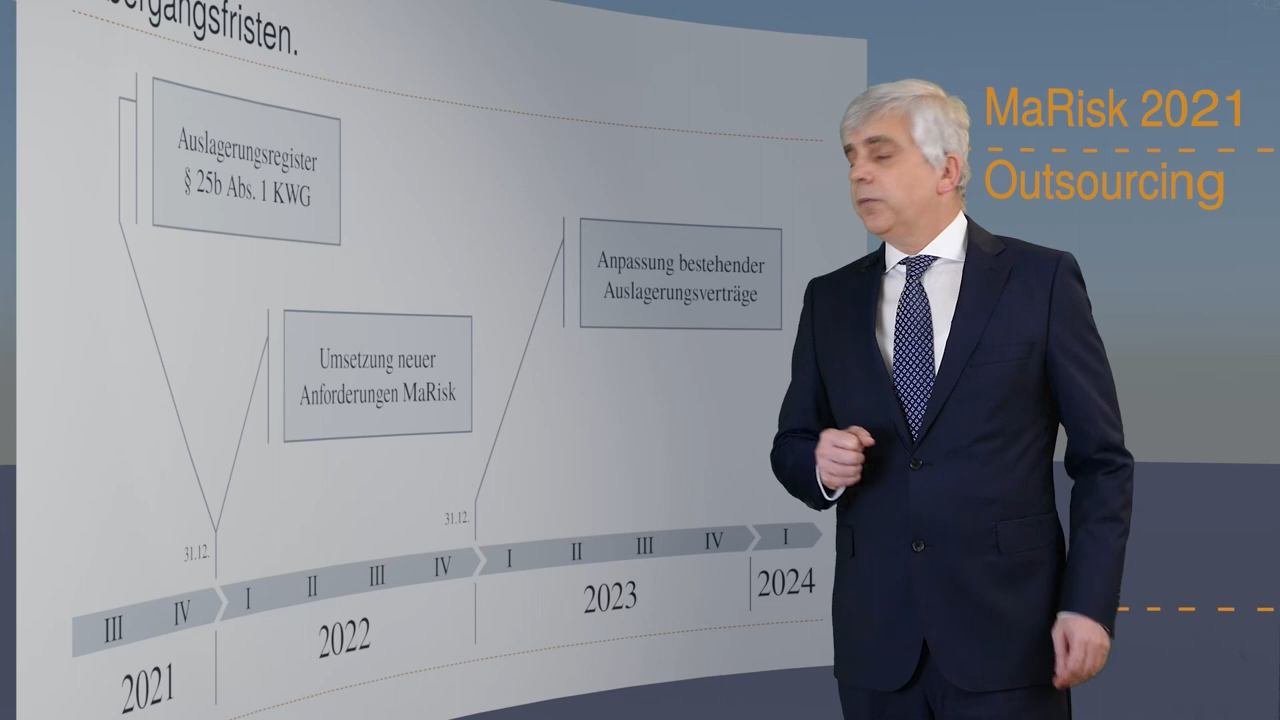 ergangsfristen.
Auslagerungsregister
§ 25b Abs. 1 KWG
Umsetzung neuer
Anforderungen MaRisk
Anpassung bestehender
Auslagerungsverträge
31.12.
31.12.
III IV I II III IV I II III IV I
2021 2022 2023 2024
MaRisk 2021
Outsourcing